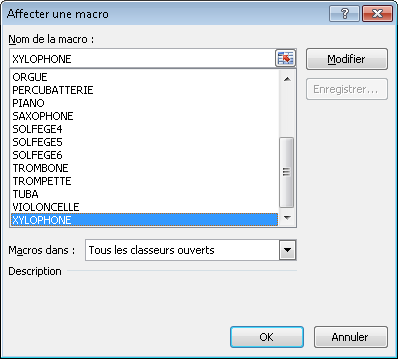 Affecter une macro
Nom de la macro :
XYLOPHONE
Modifier
Enregistrer...
ORGUE
PERCUBATTERIE
PIANO
SAXOPHONE
SOLFEGE4
SOLFEGE5
SOLFEGE6
TROMBONE
TROMPETTE
TUBA
VIOLONCELLE
XYLOPHONE
Macros dans : Tous les classeurs ouverts
Description
OK Annuler